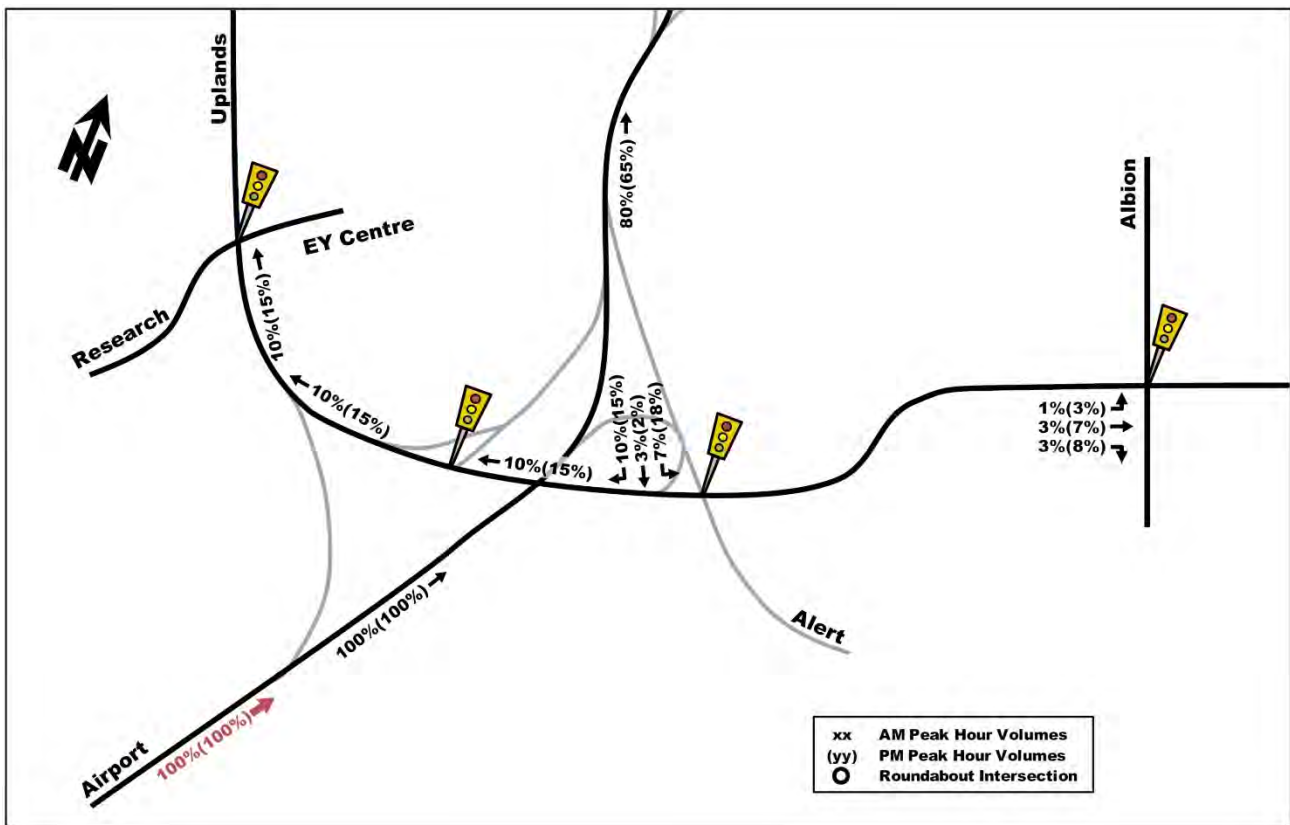 Uplands
EY Centre
Research
Albion
80%(65%)
10%(15%)
10%(15%)
10%(15%)
10%(15%)
3%(2%)
7%(18%)
1%(3%)
3%(7%)
3%(8%)
Alert
100%(100%)
100%(100%)
Airport
xx AM Peak Hour Volumes
(yy) PM Peak Hour Volumes
Roundabout Intersection